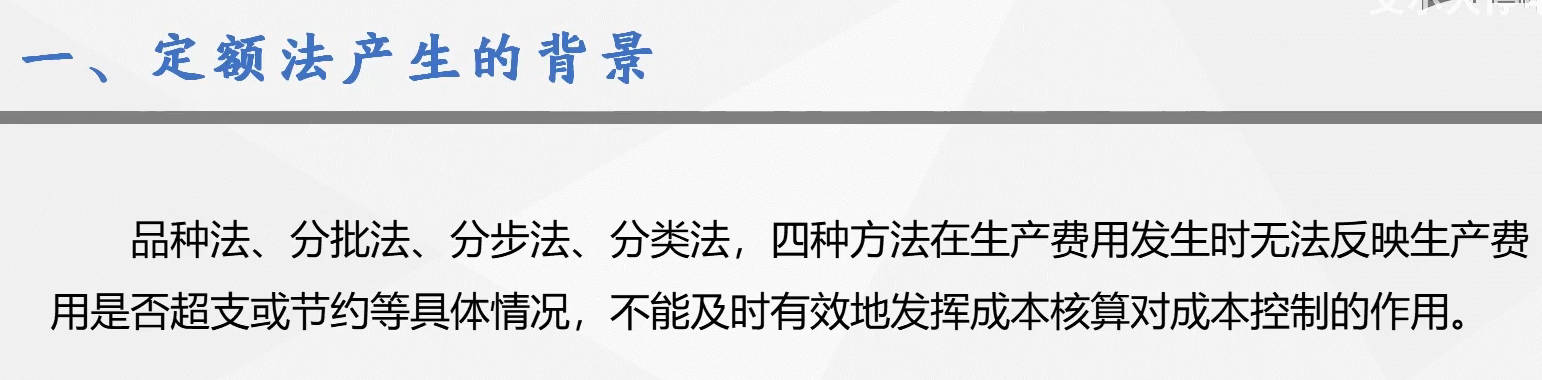 一、定额法产生的背景
品种法、分批法、分步法、分类法，四种方法在生产费用发生时无法反映生产费
用是否超支或节约等具体情况，不能及时有效地发挥成本核算对成本控制的作用。